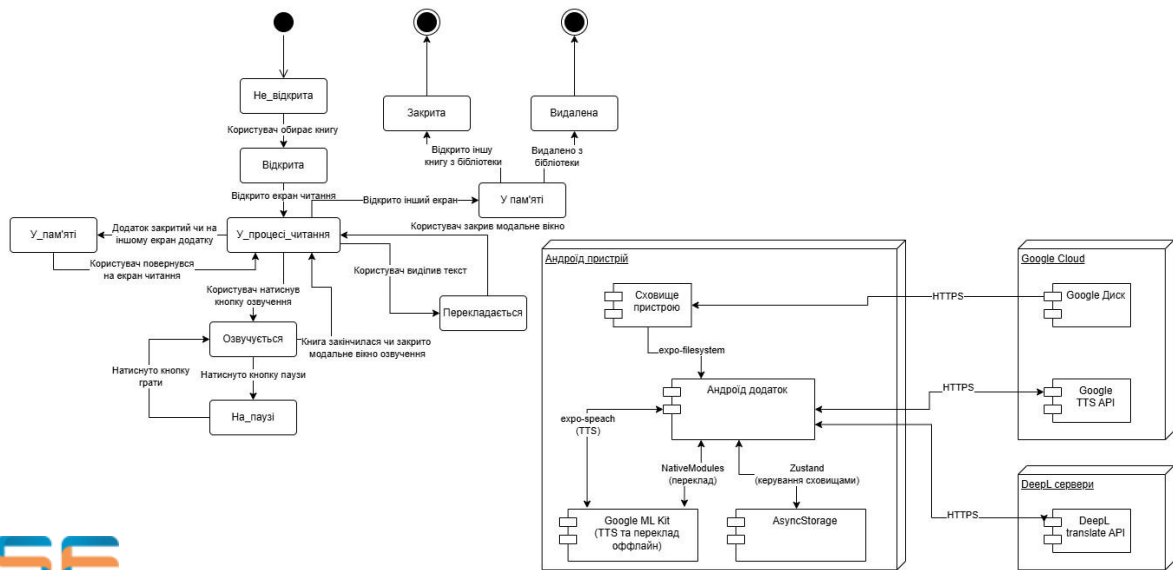 Не_відкрита
Користувач обирає книгу
Відкрита
Відкрито екран читання
У_процесі_читання
Додаток закритий чи на
іншому екран додатку
У_пам'яті
Користувач повернувся
на екран читання
Відкрито інший екран
У пам'яті
Відкрито іншу
книгу з бібліотеки
Закрита
Видалено з
бібліотеки
Видалена
Користувач закрив модальне вікно
Користувач виділив текст
Перекладається
Користувач натиснув
кнопку озвучення
Озвучується
Книга закінчилася чи закрито
модальне вікно озвучення
Натиснуто кнопку
грати
Натиснуто кнопку паузи
На_паузі
Андроїд пристрій
Сховище
пристрою
expo-filesystem
Андроїд додаток
expo-speach
(TTS)
NativeModules
(переклад)
Zustand
(керування сховищами)
Google ML Kit
(TTS та переклад
оффлайн)
AsyncStorage
HTTPS
HTTPS
HTTPS
Google Cloud
Google Диск
Google
TTS API
DeepL сервери
DeepL
translate API